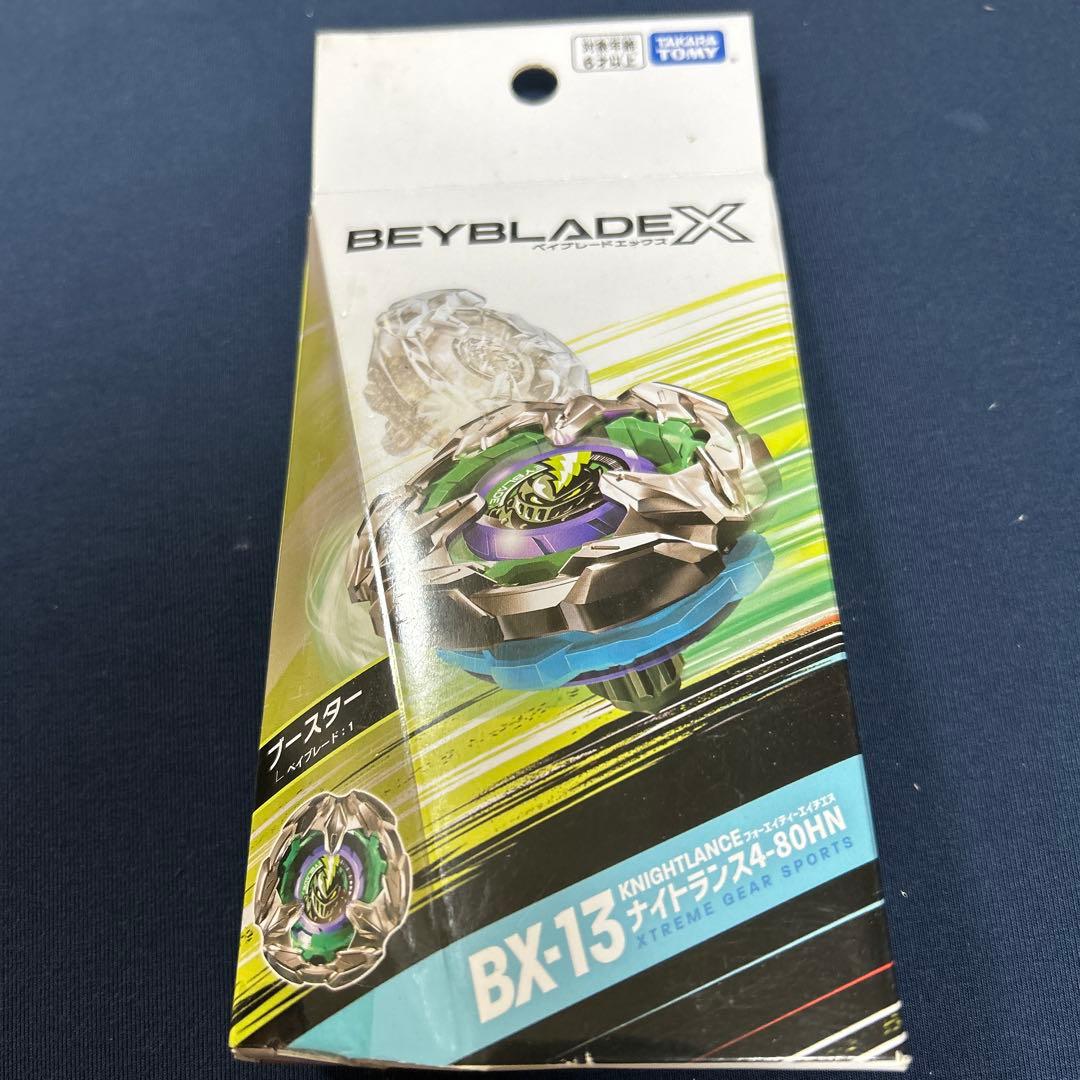 対象年齢
6才以上
TAKARA
TOMY
BEYBLADE X
ベイブレードエックス
BEYBLADE
ブースター
ベイブレード:1
KNIGHTLANCE
フォーエイティーエイチエヌ
BX-13
ナイトランス4-80HN
XTREME GEAR SPORTS